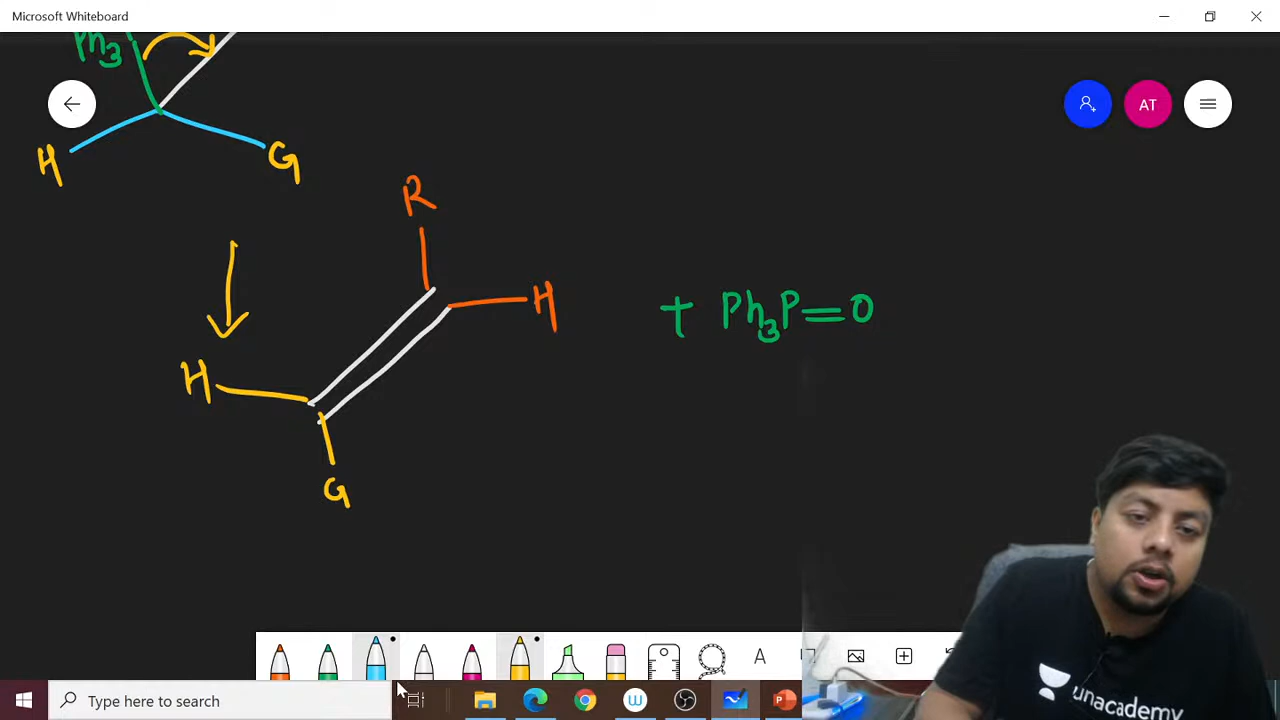 Microsoft Whiteboard
Ph3
AT
H
G
R
H
+ Ph3P=O
H
G
A
Type here to search
unacademy